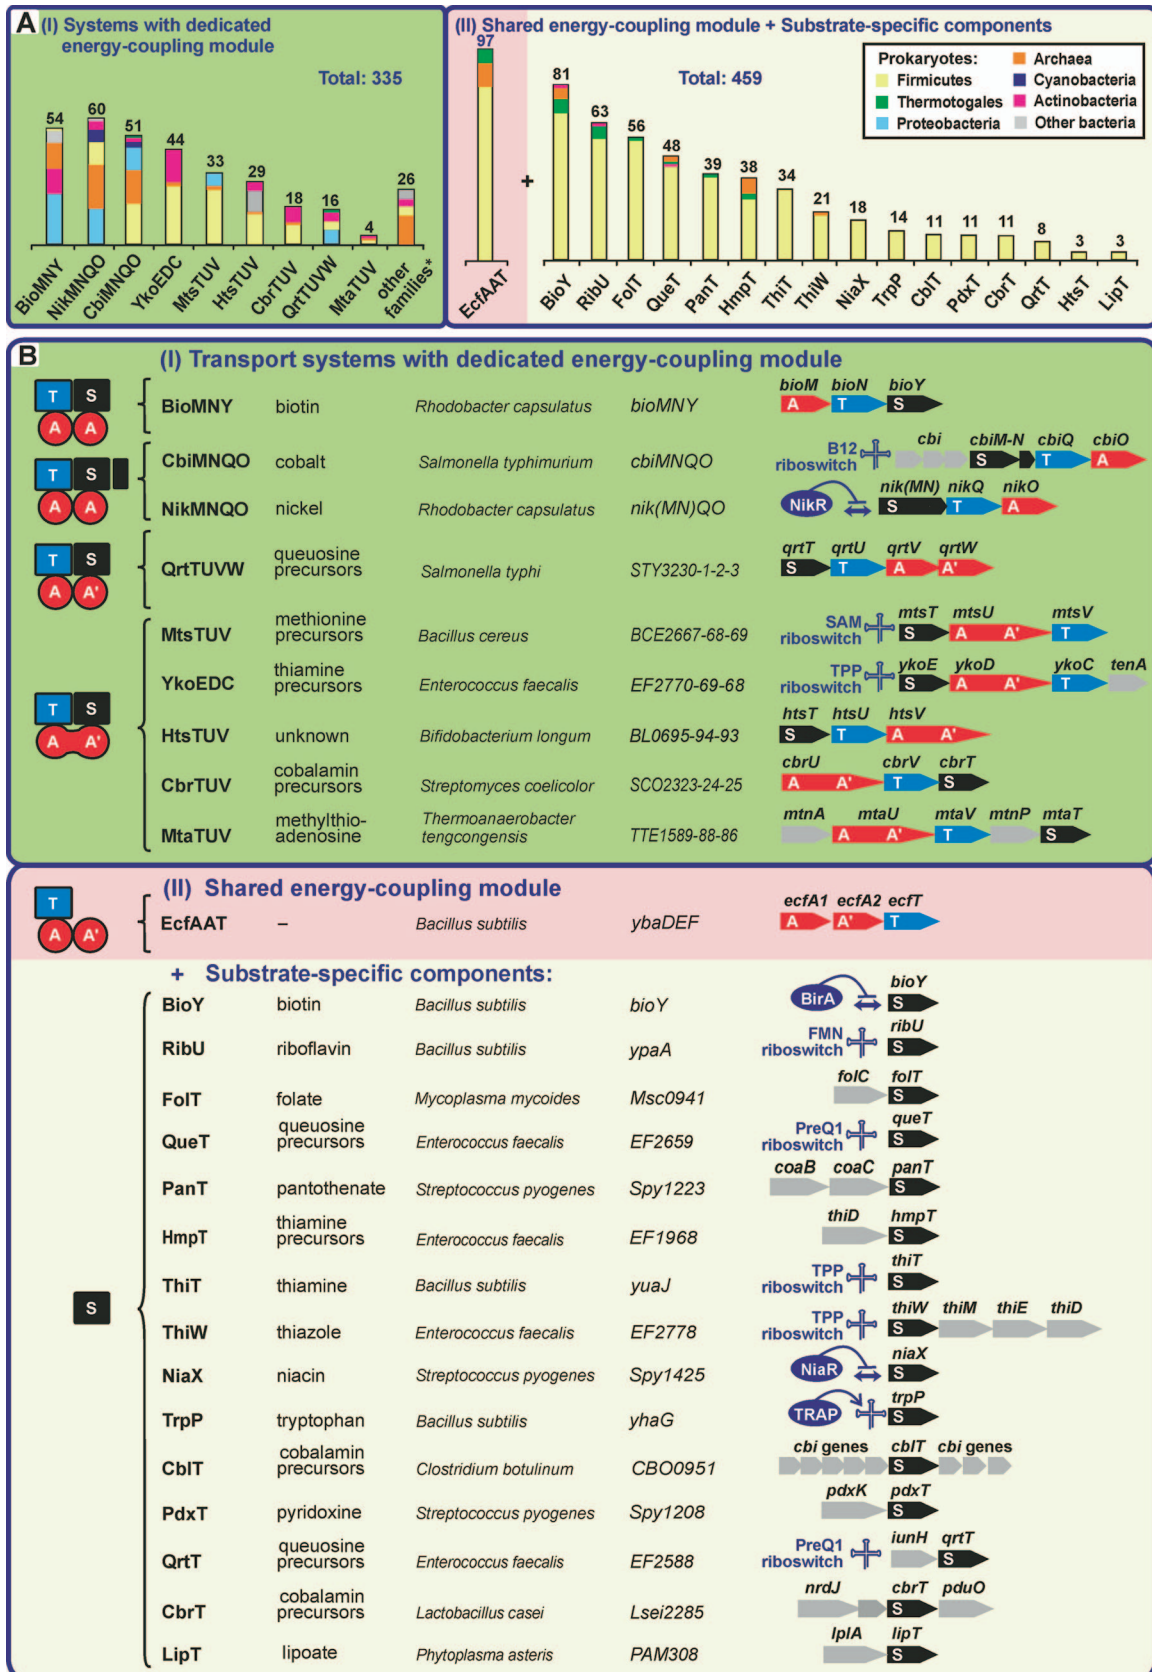 A (I) Systems with dedicated
energy-coupling module
Total: 335
54
60
51
44
33
29
18
16
4
26
BioMNY
NikMNQO
CbiMNQO
YkoEDC
MtsTUV
HtsTUV
CbrTUV
QrtTUVW
MtaTUV
other
families*
(II) Shared energy-coupling module + Substrate-specific components
97
EcfAAT
+
Total: 459
Prokaryotes:
Firmicutes
Thermotogales
Proteobacteria
Archaea
Cyanobacteria
Actinobacteria
Other bacteria
81
63
56
48
39
38
34
21
18
14
11
11
11
8
3
3
BioY
RibU
FolT
QueT
PanT
HmpT
ThiT
ThiW
NiaX
TrpP
CblT
PdxT
CbrT
QrtT
HtsT
LipT
B (I) Transport systems with dedicated energy-coupling module
T S
A A
BioMNY biotin Rhodobacter capsulatus bioMNY
bioM bioN bioY
A T S
T S
A A
CbiMNQO cobalt Salmonella typhimurium cbiMNQO
B12
riboswitch
cbi cbiM-N cbiQ cbiO
S T A
NikMNQO nickel Rhodobacter capsulatus nik(MN)QO
NikR
nik(MN) nikQ nikO
S T A
T S
A A'
QrtTUVW queuosine
precursors Salmonella typhi STY3230-1-2-3
qrtT qrtU qrtV qrtW
S T A A'
MtsTUV methionine
precursors Bacillus cereus BCE2667-68-69
SAM
riboswitch
mtsT mtsU mtsV
S A A' T
T S
A A'
YkoEDC thiamine
precursors Enterococcus faecalis EF2770-69-68
TPP
riboswitch
ykoE ykoD ykoC tenA
S A A' T
HtsTUV unknown Bifidobacterium longum BL0695-94-93
htsT htsU htsV
S T A A'
CbrTUV cobalamin
precursors Streptomyces coelicolor SCO2323-24-25
cbrU cbrV cbrT
A A' T S
MtaTUV methylthio-
adenosine Thermoanaerobacter
tengcongensis TTE1589-88-86
mtnA mtaU mtaV mtnP mtaT
A A' T S
(II) Shared energy-coupling module
T
A A'
EcfAAT – Bacillus subtilis ybaDEF
ecfA1 ecfA2 ecfT
A A' T
+ Substrate-specific components:
S
BioY biotin Bacillus subtilis bioY
BirA
bioY
S
RibU riboflavin Bacillus subtilis ypaA
FMN
riboswitch
ribU
S
FolT folate Mycoplasma mycoides Msc0941
folC folT
S
QueT queuosine
precursors Enterococcus faecalis EF2659
PreQ1
riboswitch
queT
S
PanT pantothenate Streptococcus pyogenes Spy1223
coaB coaC panT
S
HmpT thiamine
precursors Enterococcus faecalis EF1968
thiD hmpT
S
ThiT thiamine Bacillus subtilis yuaJ
TPP
riboswitch
thiT
S
ThiW thiazole Enterococcus faecalis EF2778
TPP
riboswitch
thiW thiM thiE thiD
S
NiaX niacin Streptococcus pyogenes Spy1425
NiaR
niaX
S
TrpP tryptophan Bacillus subtilis yhaG
TRAP
trpP
S
CblT cobalamin
precursors Clostridium botulinum CBO0951
cbi genes cblT cbi genes
S
PdxT pyridoxine Streptococcus pyogenes Spy1208
pdxK pdxT
S
QrtT queuosine
precursors Enterococcus faecalis EF2588
PreQ1
riboswitch
iunH qrtT
S
CbrT cobalamin
precursors Lactobacillus casei Lsei2285
nrdJ cbrT pduO
S
LipT lipoate Phytoplasma asteris PAM308
lplA lipT
S